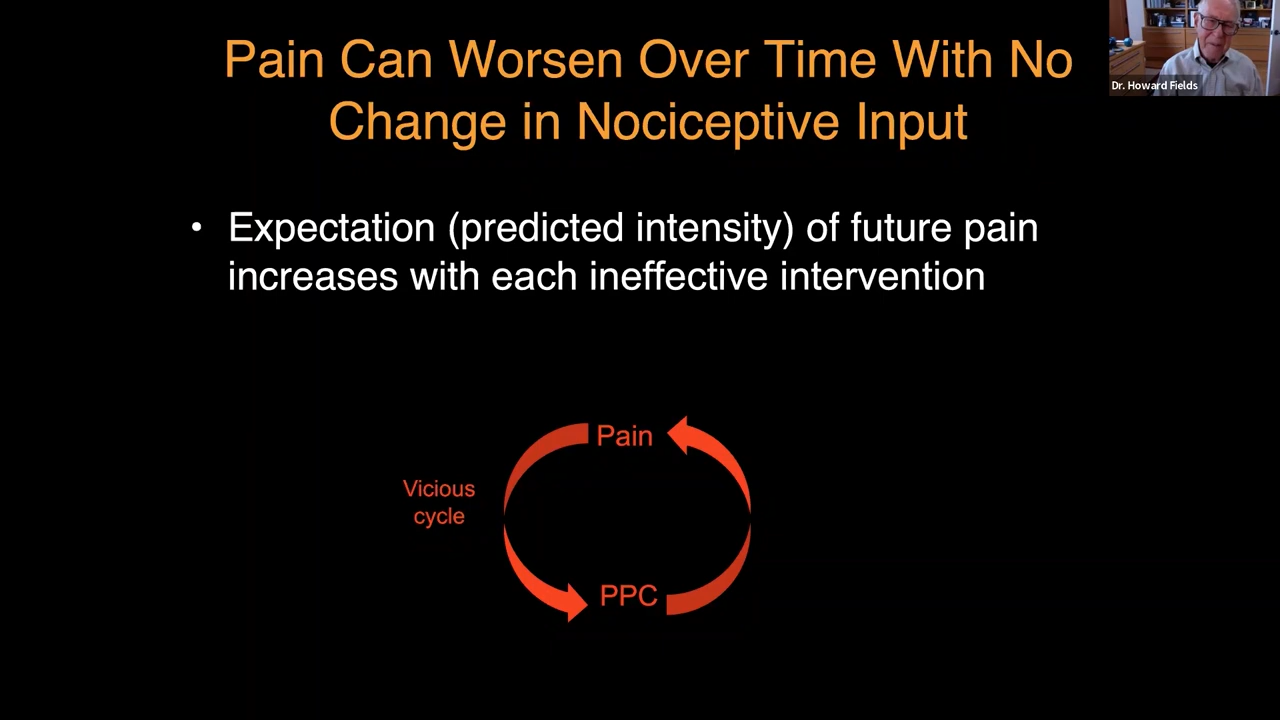 Pain Can Worsen Over Time With No
Change in Nociceptive Input
Dr. Howard Fields
• Expectation (predicted intensity) of future pain
increases with each ineffective intervention
Pain
Vicious
cycle
PPC